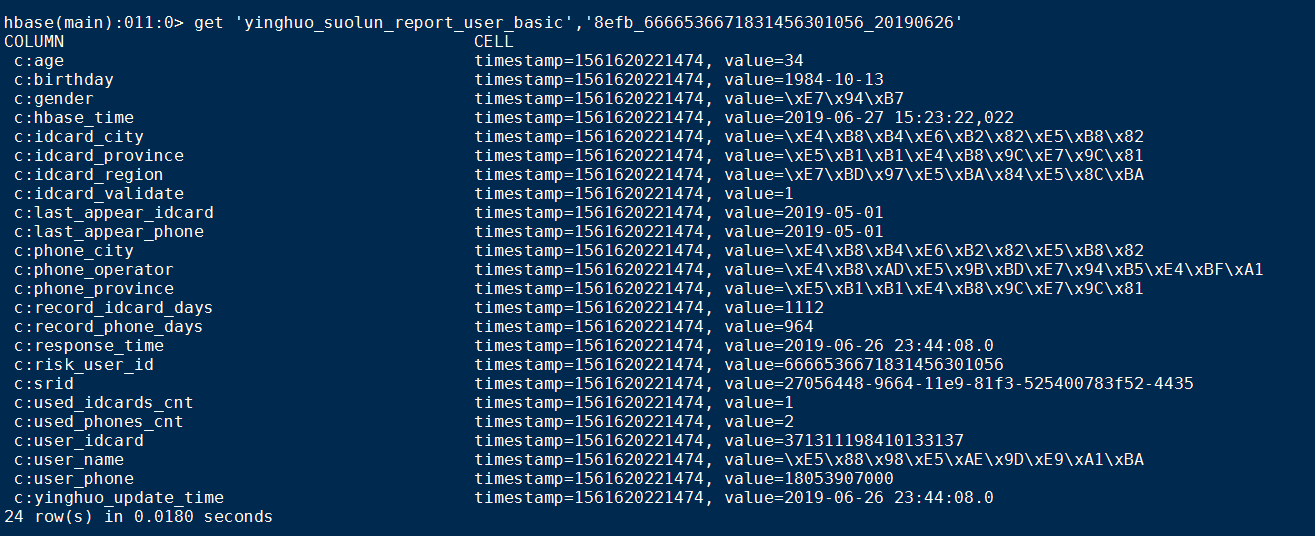 hbase(main):011:0> get 'yinghuo_suolun_report_user_basic','8efb_6666536671831456301056_20190626'
COLUMN CELL
c:age timestamp=1561620221474, value=34
c:birthday timestamp=1561620221474, value=1984-10-13
c:gender timestamp=1561620221474, value=\xE7\x94\xB7
c:hbase_time timestamp=1561620221474, value=2019-06-27 15:23:22,022
c:idcard_city timestamp=1561620221474, value=\xE4\xB8\xB4\xE6\xB2\x82\xE5\xB8\x82
c:idcard_province timestamp=1561620221474, value=\xE5\xB1\xB1\xE4\xB8\x9C\xE7\x9C\x81
c:idcard_region timestamp=1561620221474, value=\xE7\xBD\x97\xE5\xBA\x84\xE5\x8C\xBA
c:idcard_validate timestamp=1561620221474, value=1
c:last_appear_idcard timestamp=1561620221474, value=2019-05-01
c:last_appear_phone timestamp=1561620221474, value=2019-05-01
c:phone_city timestamp=1561620221474, value=\xE4\xB8\xB4\xE6\xB2\x82\xE5\xB8\x82
c:phone_operator timestamp=1561620221474, value=\xE4\xB8\xAD\xE5\x9B\xBD\xE7\x94\xB5\xE4\xBF\xA1
c:phone_province timestamp=1561620221474, value=\xE5\xB1\xB1\xE4\xB8\x9C\xE7\x9C\x81
c:record_idcard_days timestamp=1561620221474, value=1112
c:record_phone_days timestamp=1561620221474, value=964
c:response_time timestamp=1561620221474, value=2019-06-26 23:44:08.0
c:risk_user_id timestamp=1561620221474, value=6666536671831456301056
c:srid timestamp=1561620221474, value=27056448-9664-11e9-81f3-525400783f52-4435
c:used_idcards_cnt timestamp=1561620221474, value=1
c:used_phones_cnt timestamp=1561620221474, value=2
c:user_idcard timestamp=1561620221474, value=371311198410133137
c:user_name timestamp=1561620221474, value=\xE5\x88\x98\xE5\xAE\x9D\xE9\xA1\xBA
c:user_phone timestamp=1561620221474, value=18053907000
c:yinghuo_update_time timestamp=1561620221474, value=2019-06-26 23:44:08.0
24 row(s) in 0.0180 seconds